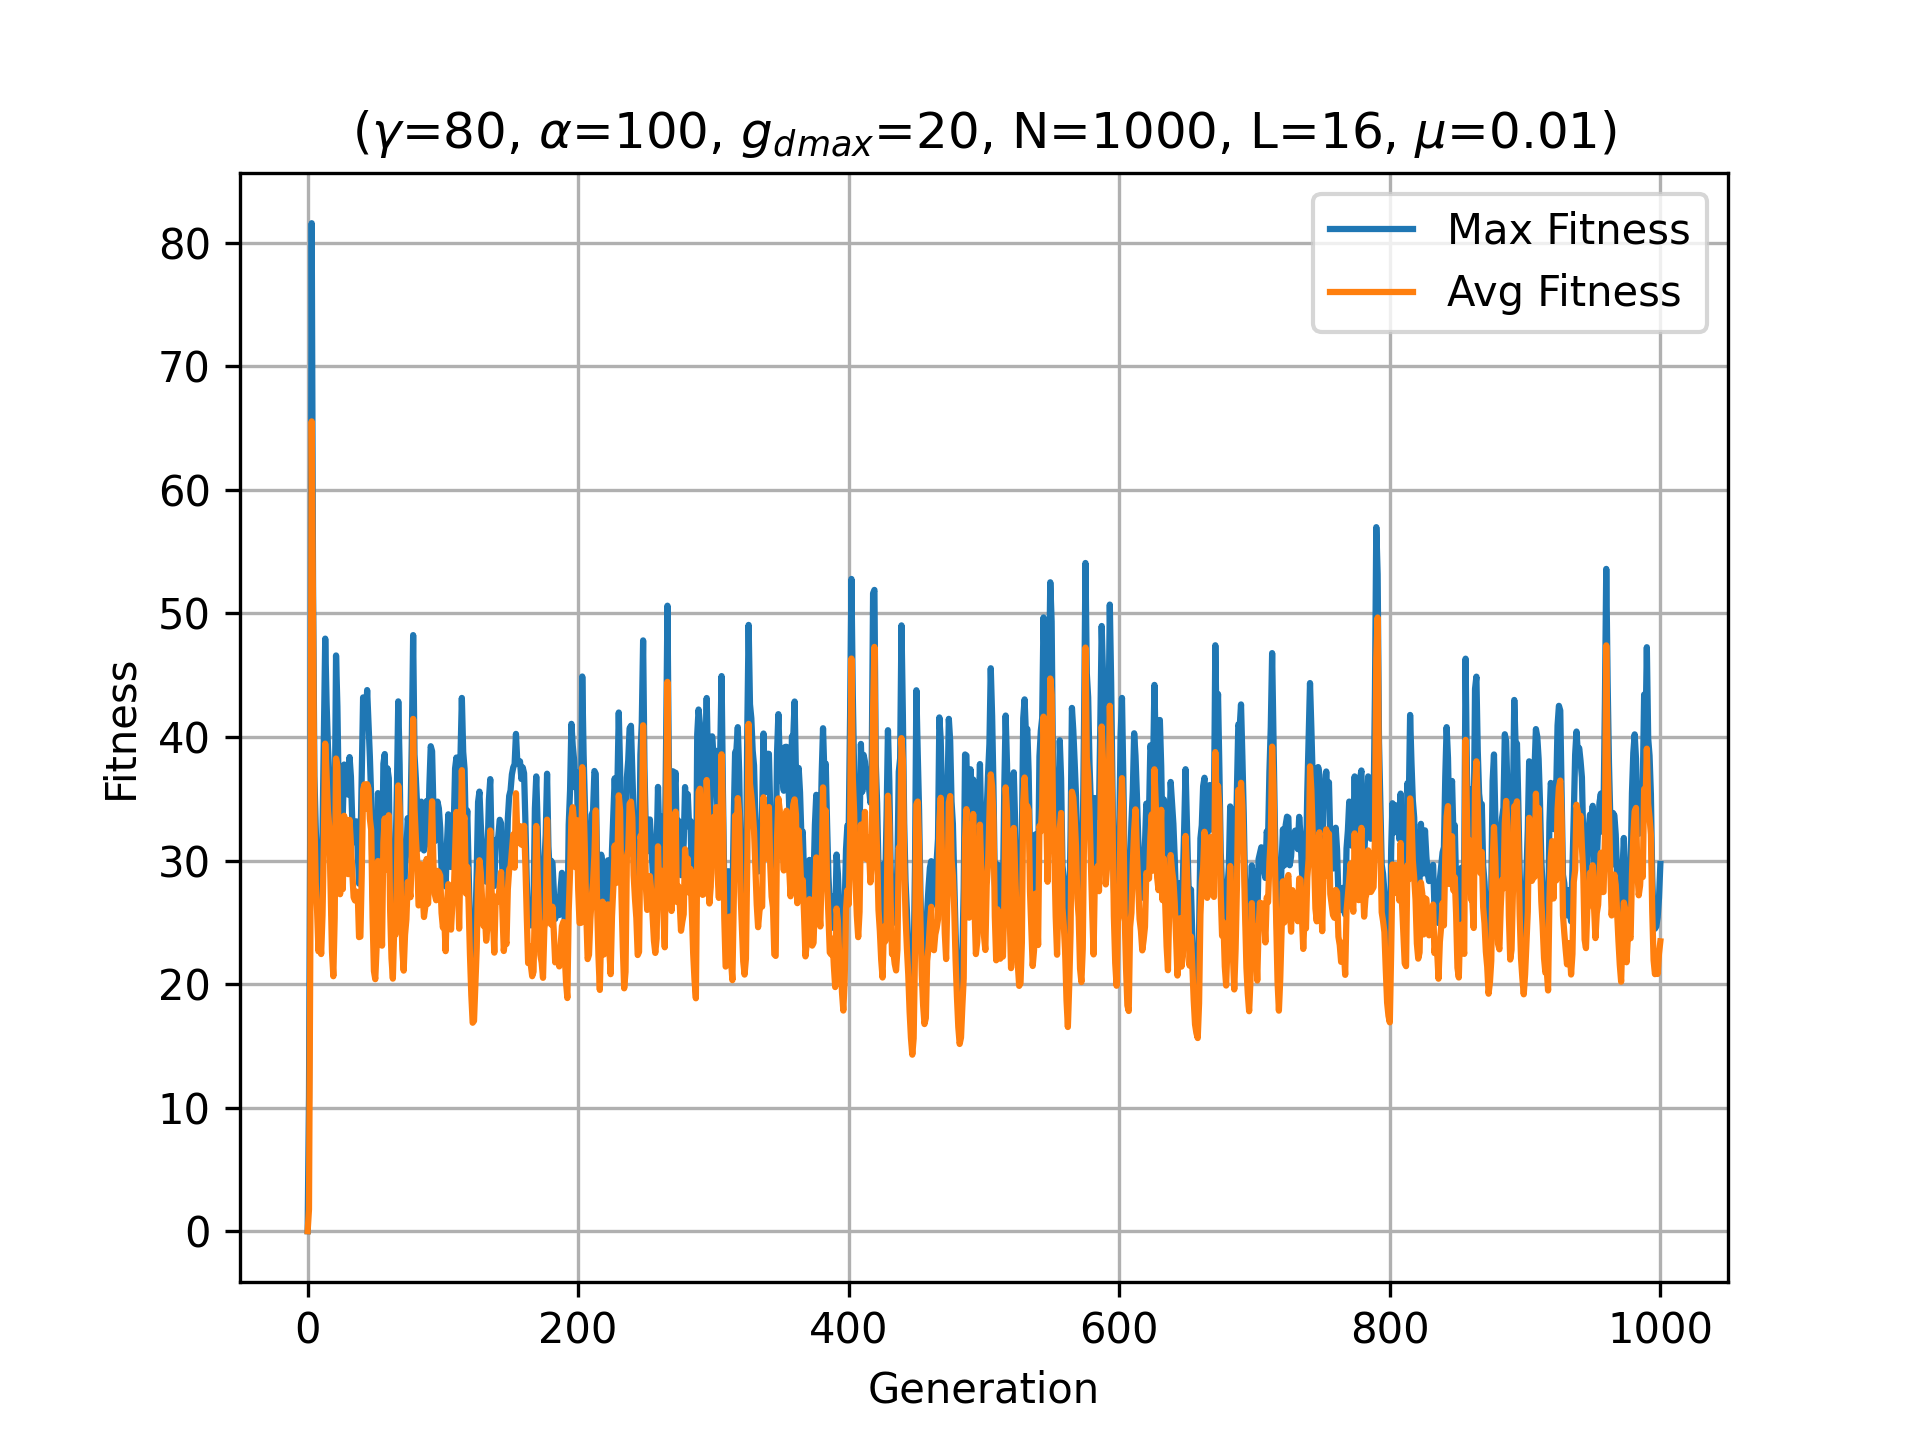 (γ=80, α=100, g_dmax=20, N=1000, L=16, μ=0.01)
Max Fitness
Avg Fitness
80
70
60
50
40
30
20
10
0
Fitness
0 200 400 600 800 1000
Generation